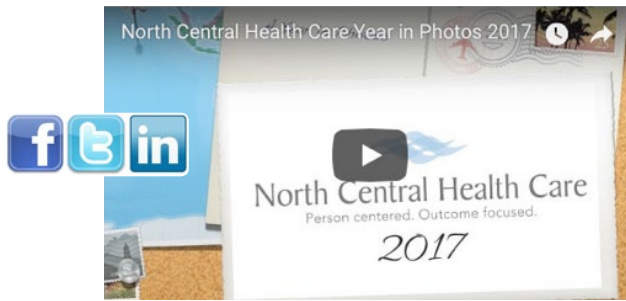 North Central Health Care Year in Photos 2017
f t in
North Central Health Care
Person centered. Outcome focused.
2017